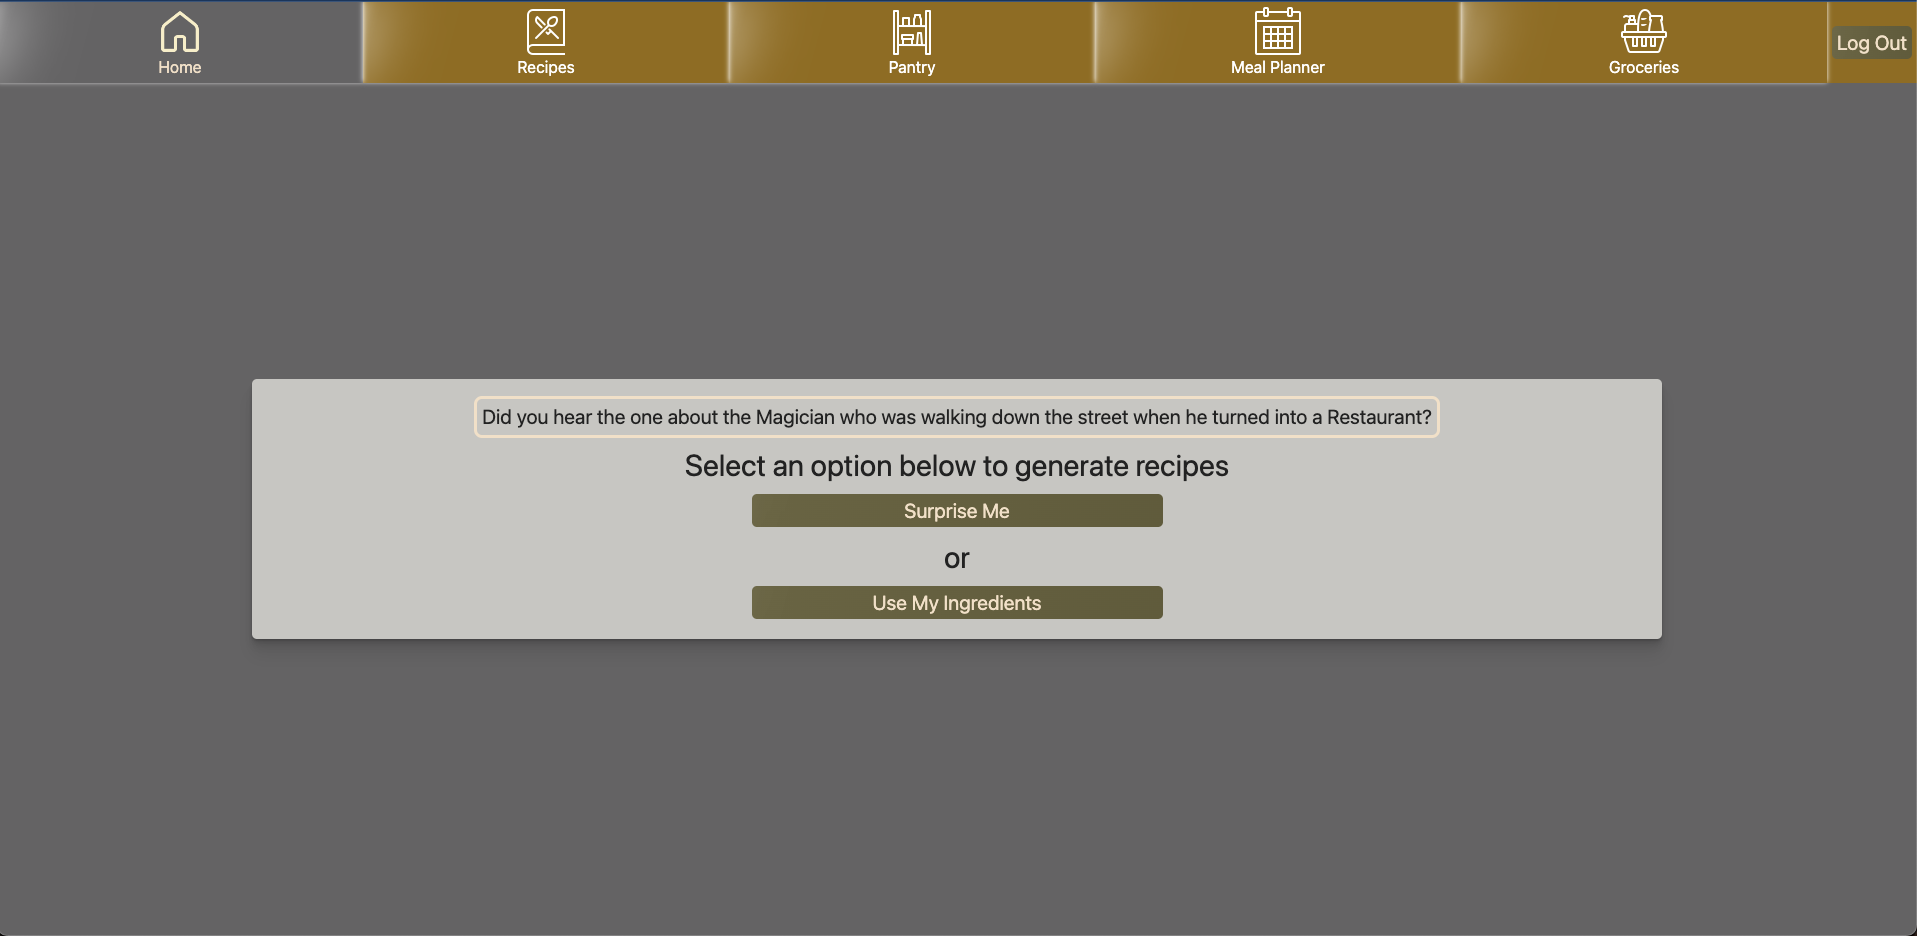 Home
Recipes
Pantry
Meal Planner
Groceries
Log Out
Did you hear the one about the Magician who was walking down the street when he turned into a Restaurant?
Select an option below to generate recipes
Surprise Me
or
Use My Ingredients